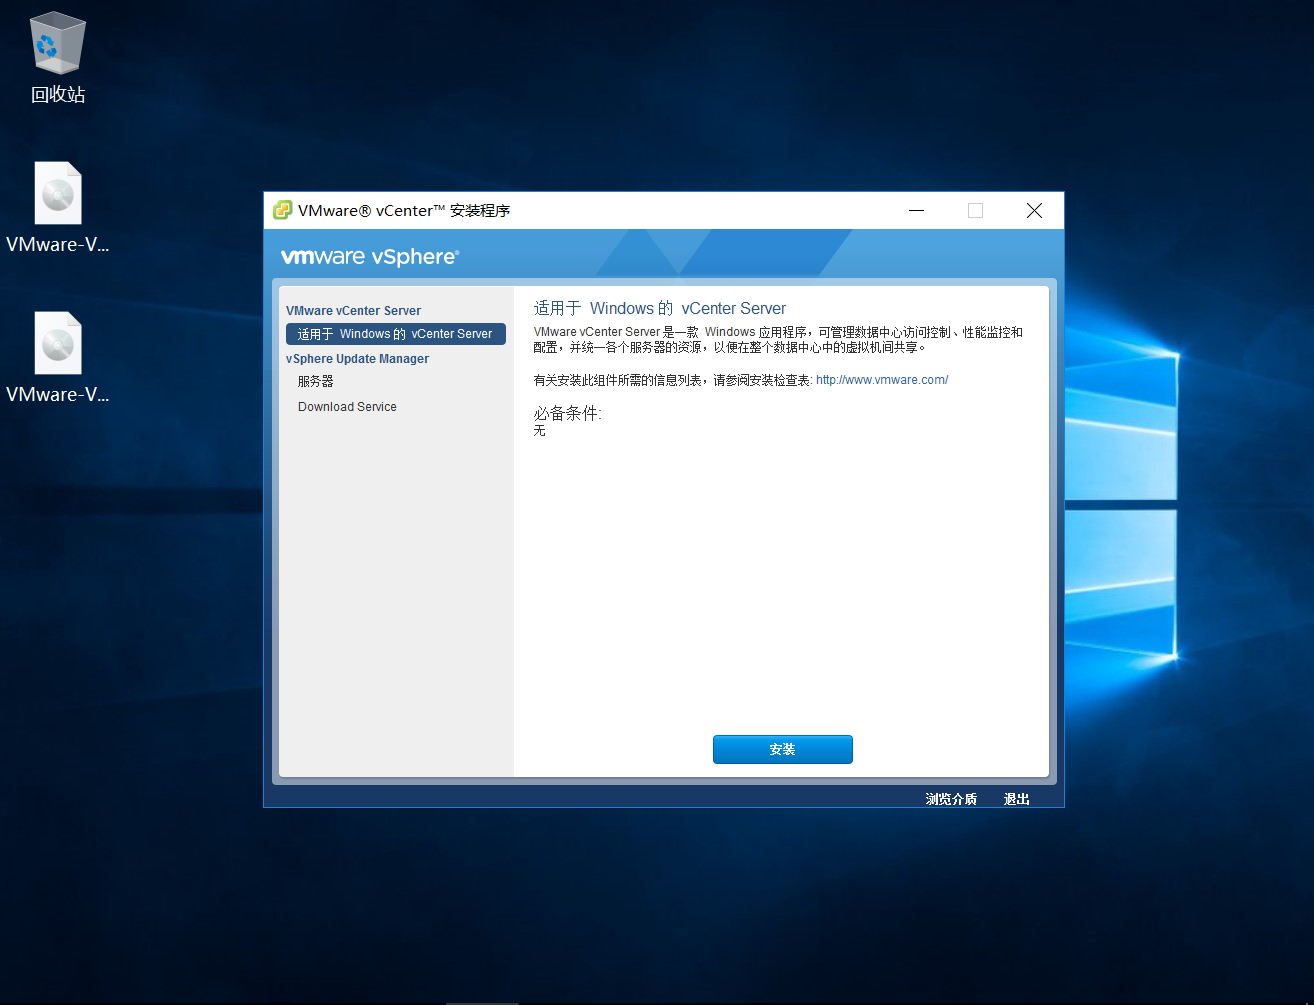 回收站
VMware-V...
VMware-V...
VMware® vCenter™ 安装程序
vmware vSphere®
VMware vCenter Server
适用于 Windows 的 vCenter Server
vSphere Update Manager
服务器
Download Service
适用于 Windows 的 vCenter Server
VMware vCenter Server 是一款 Windows 应用程序，可管理数据中心访问控制、性能监控和
配置，并统一各个服务器的资源，以便在整个数据中心中的虚拟机间共享。
有关安装此组件所需的信息列表，请参阅安装检查表: http://www.vmware.com/
必备条件:
无
安装
浏览介质
退出